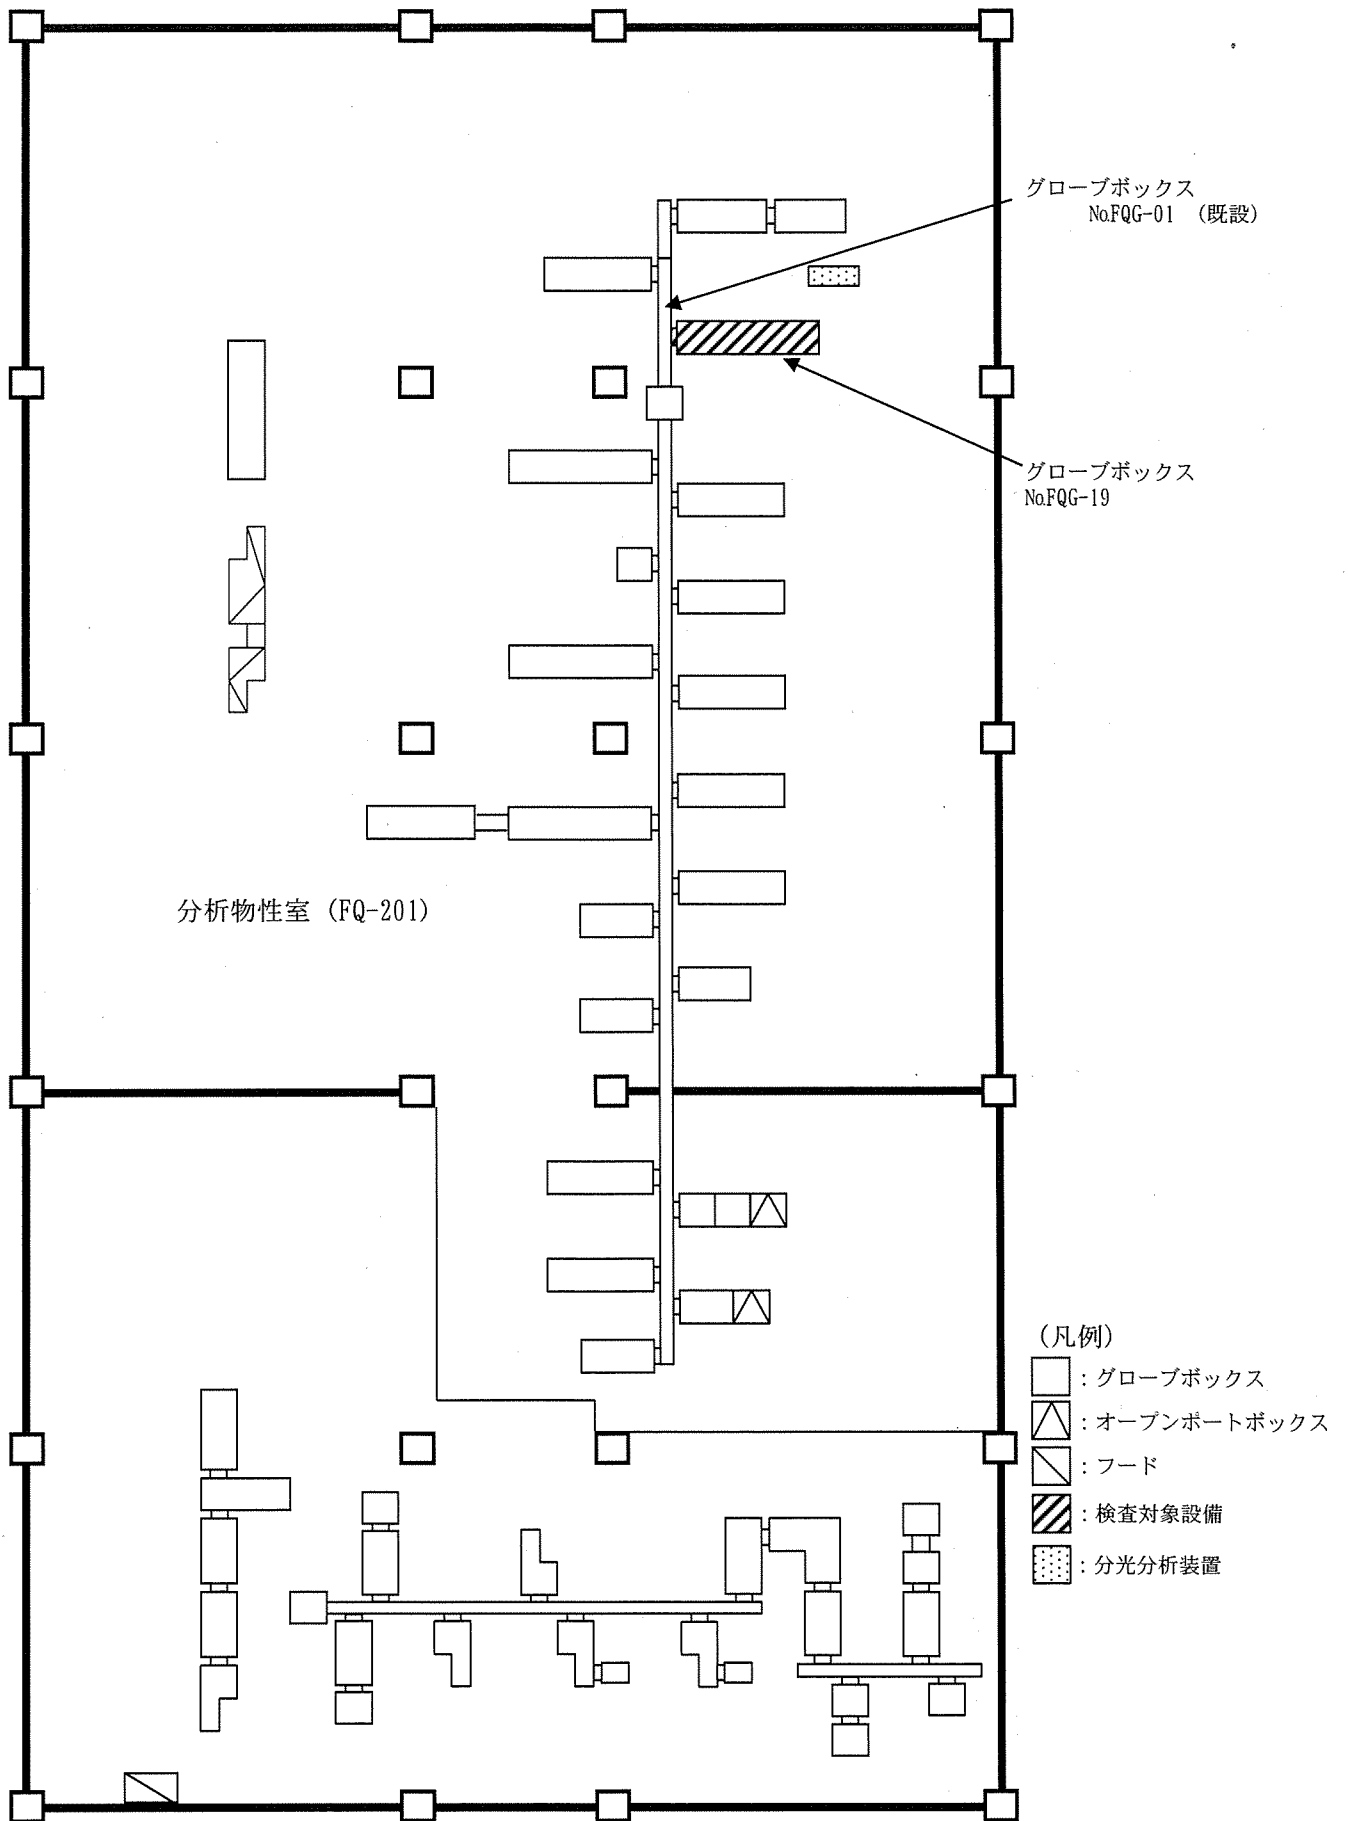 グローブボックス
No.FQG-01 (既設)
グローブボックス
No.FQG-19
分析物性室 (FQ-201)
(凡例)
：グローブボックス
：オープンポートボックス
：フード
：検査対象設備
：分光分析装置